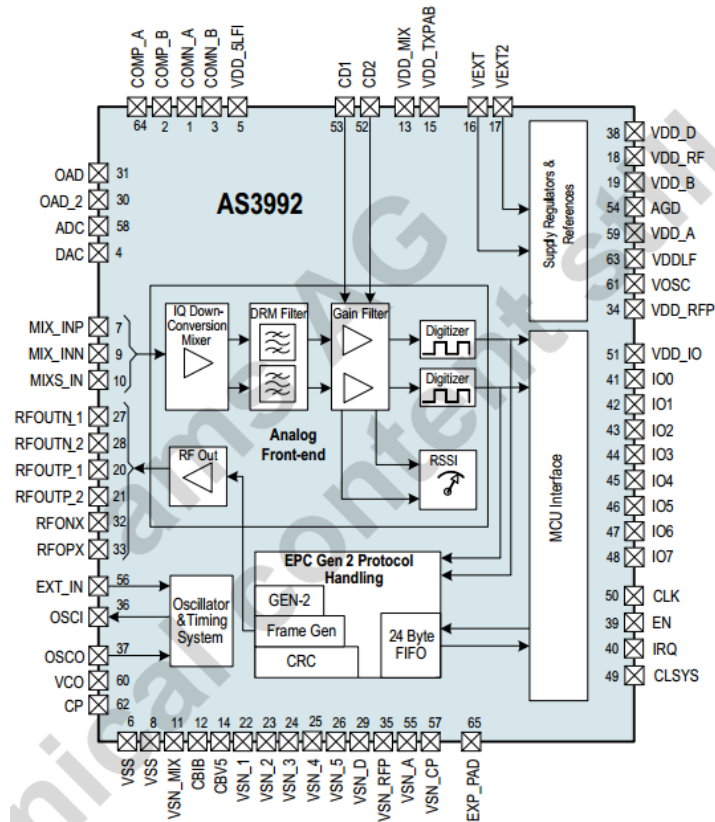 COMP_A
COMP_B
COMN_A
COMN_B
VDD_5LFI
CD1
CD2
VDD_MIX
VDD_TXPAB
VEXT
VEXT2
64
2
1
3
5
53
52
13
15
16
17
OAD 31
OAD_2 30
ADC 58
DAC 4
AS3992
Supply Regulators &
References
38 VDD_D
18 VDD_RF
19 VDD_B
54 AGD
59 VDD_A
63 VDDLF
61 VOSC
34 VDD_RFP
MIX_INP 7
MIX_INN 9
MIXS_IN 10
IQ Down-
Conversion
Mixer
DRM Filter
Gain Filter
Digitizer
Digitizer
Analog
Front-end
RF Out
RSSI
RFOUTN_1 27
RFOUTN_2 28
RFOUTP_1 20
RFOUTP_2 21
RFONX 32
RFOPX 33
MCU Interface
51 VDD_IO
41 IO0
42 IO1
43 IO2
44 IO3
45 IO4
46 IO5
47 IO6
48 IO7
50 CLK
39 EN
40 IRQ
49 CLSYS
EXT_IN 56
OSCI 36
OSCO 37
VCO 60
CP 62
Oscillator
&Timing
System
EPC Gen 2 Protocol
Handling
GEN-2
Frame Gen
CRC
24 Byte
FIFO
6
8
11
12
14
22
23
24
25
26
29
35
55
57
65
VSS
VSS
VSN_MIX
CBIB
CBV5
VSN_1
VSN_2
VSN_3
VSN_4
VSN_5
VSN_D
VSN_RFP
VSN_A
VSN_CP
EXP_PAD
ams AG
nical content still